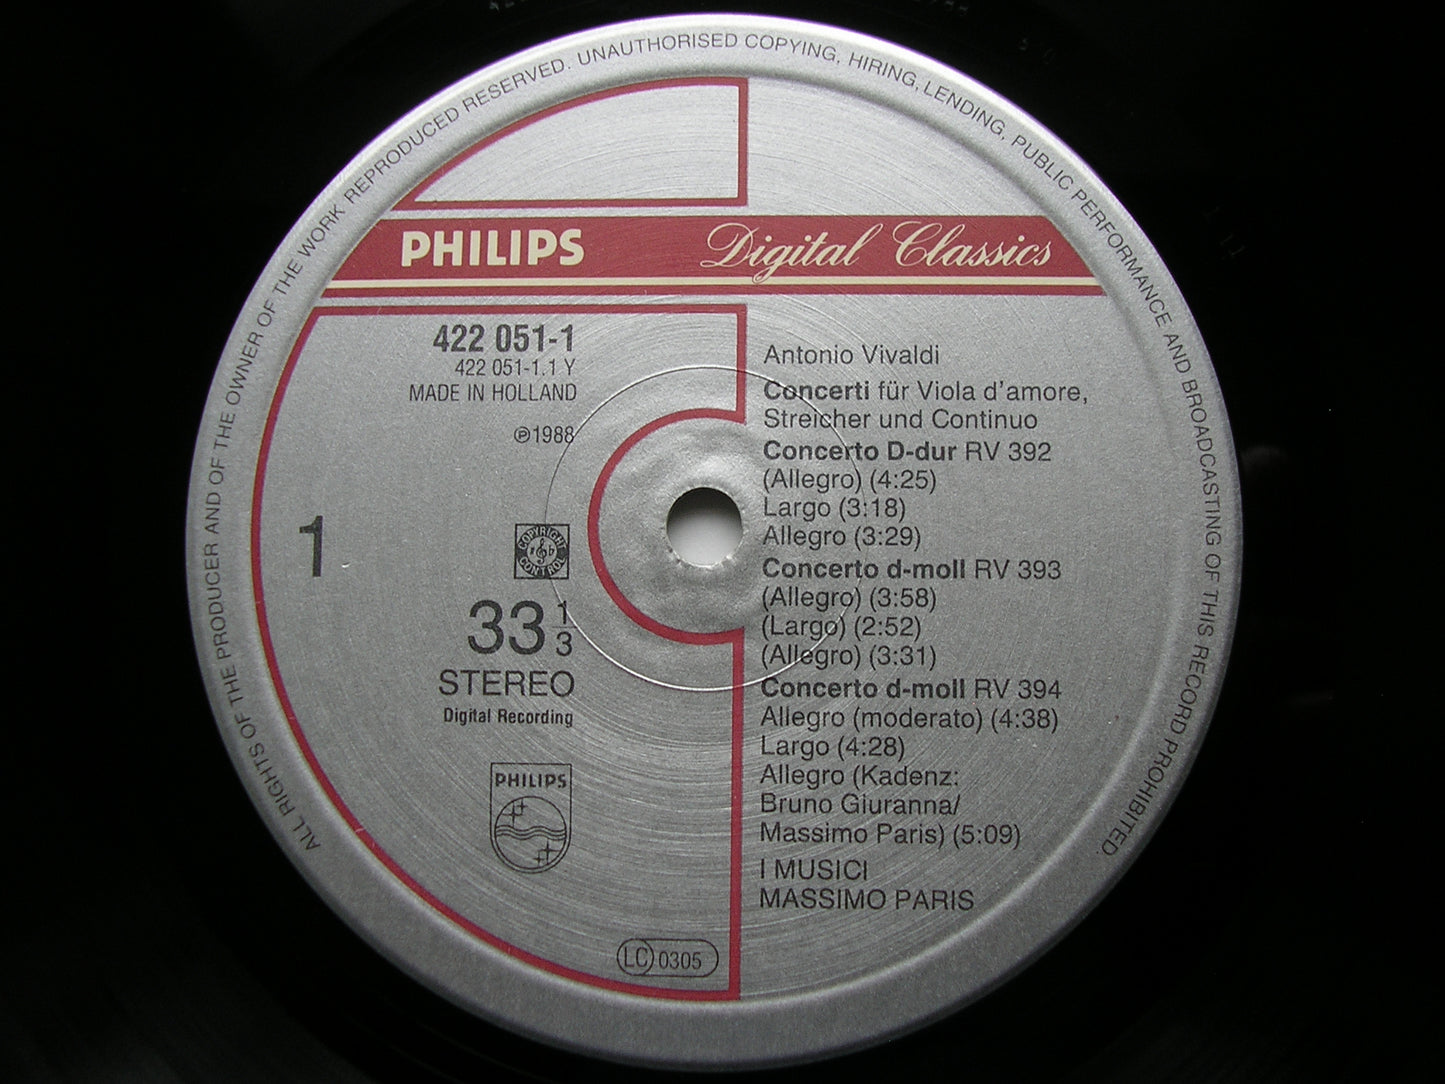 ALL RIGHTS OF THE PRODUCER AND OF THE OWNER OF THE WORK REPRODUCED RESERVED. UNAUTHORISED COPYING, HIRING, LENDING, PUBLIC PERFORMANCE AND BROADCASTING OF THIS RECORD PROHIBITED.
PHILIPS Digital Classics
422 051-1
422 051-1.1 Y
MADE IN HOLLAND
℗1988
1
COPYRIGHT CONTROL
33 1/3
STEREO
Digital Recording
PHILIPS
LC 0305
Antonio Vivaldi
Concerti für Viola d'amore,
Streicher und Continuo
Concerto D-dur RV 392
(Allegro) (4:25)
Largo (3:18)
Allegro (3:29)
Concerto d-moll RV 393
(Allegro) (3:58)
(Largo) (2:52)
(Allegro) (3:31)
Concerto d-moll RV 394
Allegro (moderato) (4:38)
Largo (4:28)
Allegro (Kadenz:
Bruno Giuranna/
Massimo Paris) (5:09)
I MUSICI
MASSIMO PARIS